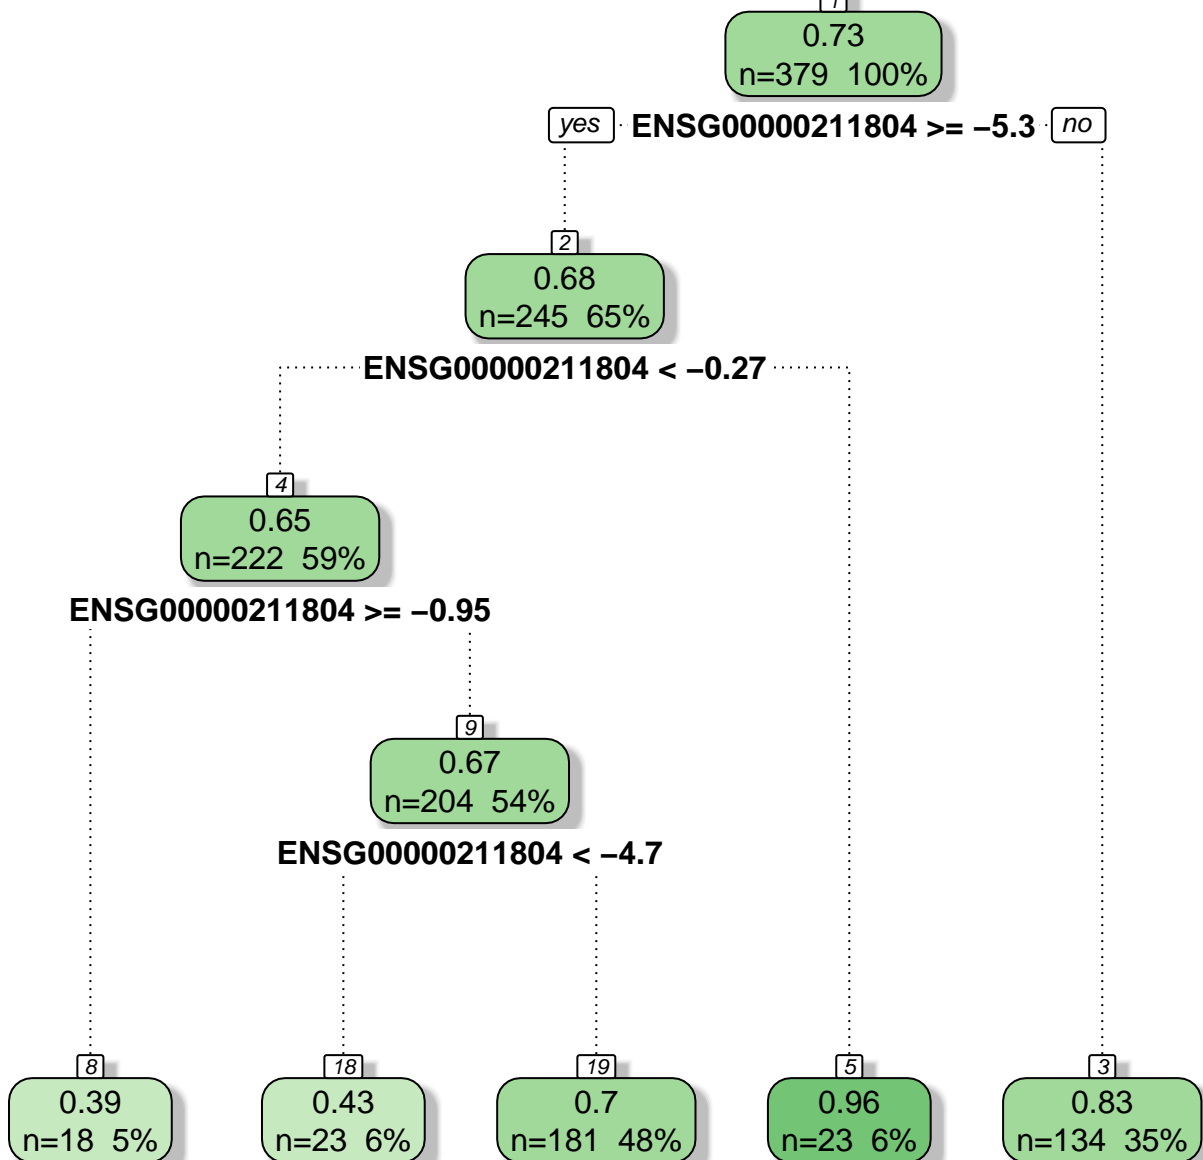 1
0.73
n=379 100%
yes ENSG00000211804 >= −5.3 no
2
0.68
n=245 65%
ENSG00000211804 < −0.27
4
0.65
n=222 59%
ENSG00000211804 >= −0.95
9
0.67
n=204 54%
ENSG00000211804 < −4.7
8
0.39
n=18 5%
18
0.43
n=23 6%
19
0.7
n=181 48%
5
0.96
n=23 6%
3
0.83
n=134 35%